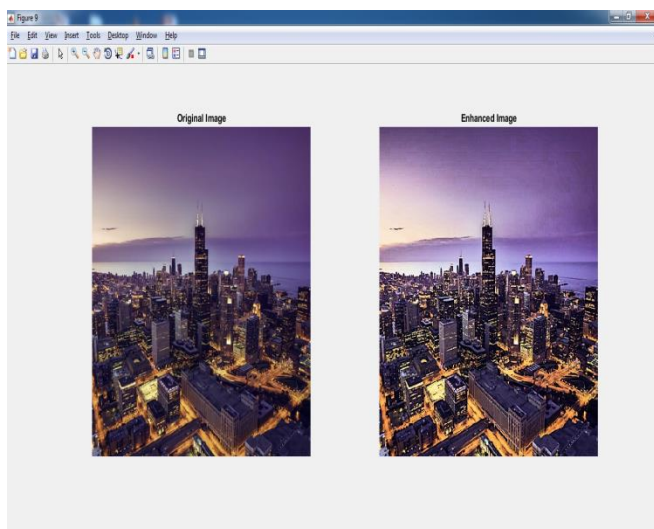 Figure 9
File Edit View Insert Tools Desktop Window Help
Original Image
Enhanced Image